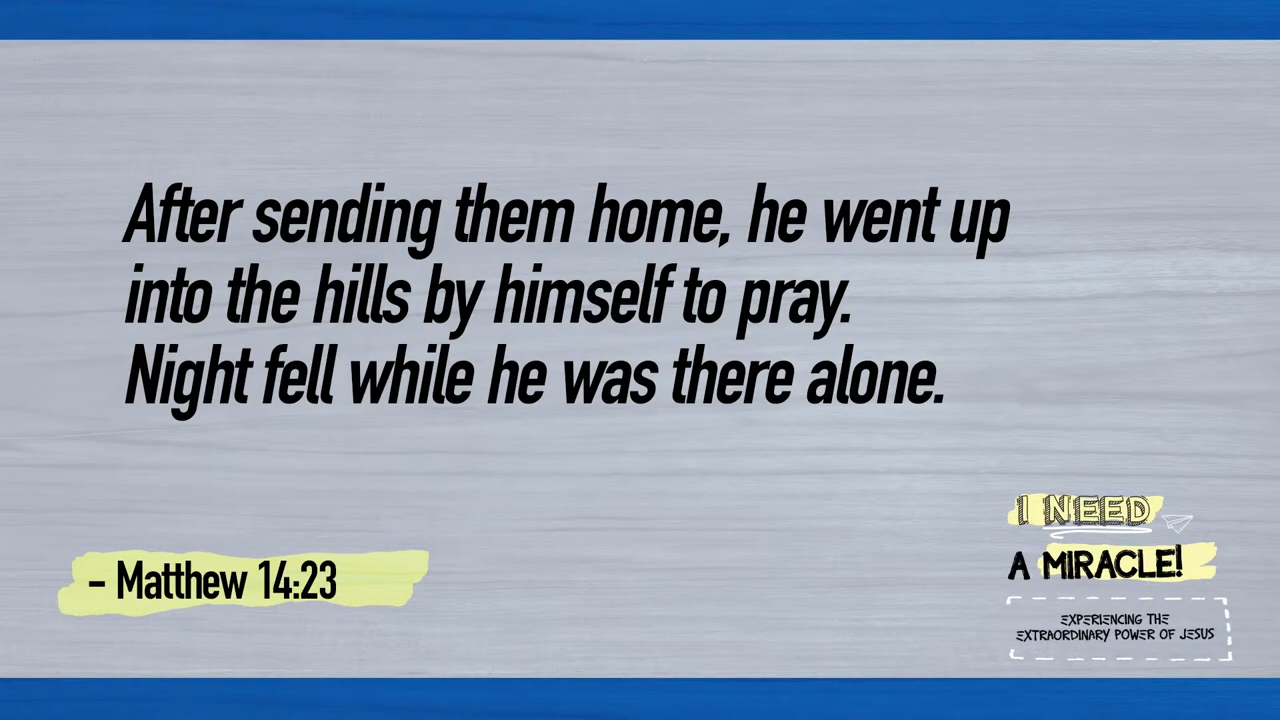 After sending them home, he went up
into the hills by himself to pray.
Night fell while he was there alone.
– Matthew 14:23
I NEED
A MIRACLE!
EXPERIENCING THE
EXTRAORDINARY POWER OF JESUS